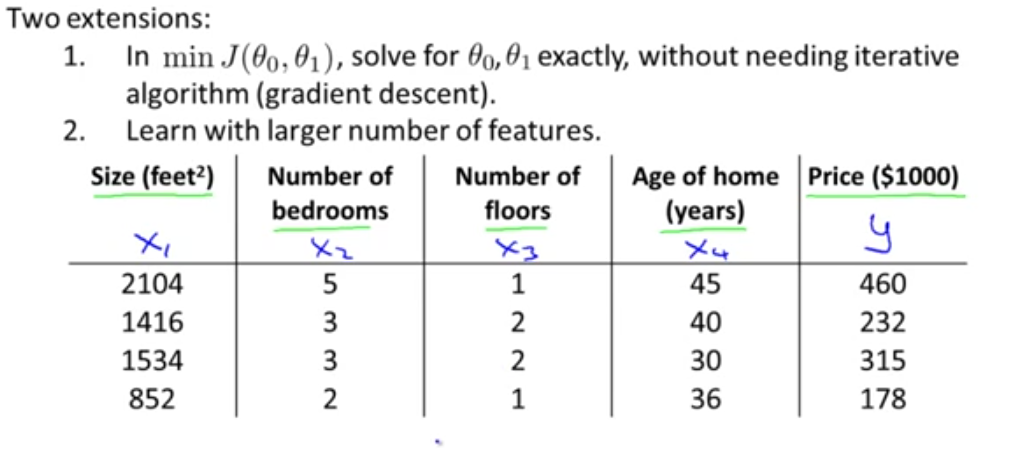 Two extensions:
1. In min J(θ₀, θ₁), solve for θ₀, θ₁ exactly, without needing iterative
algorithm (gradient descent).
2. Learn with larger number of features.
Size (feet²) Number of Number of Age of home Price ($1000)
bedrooms floors (years)
x₁ x₂ x₃ x₄ y
2104 5 1 45 460
1416 3 2 40 232
1534 3 2 30 315
852 2 1 36 178